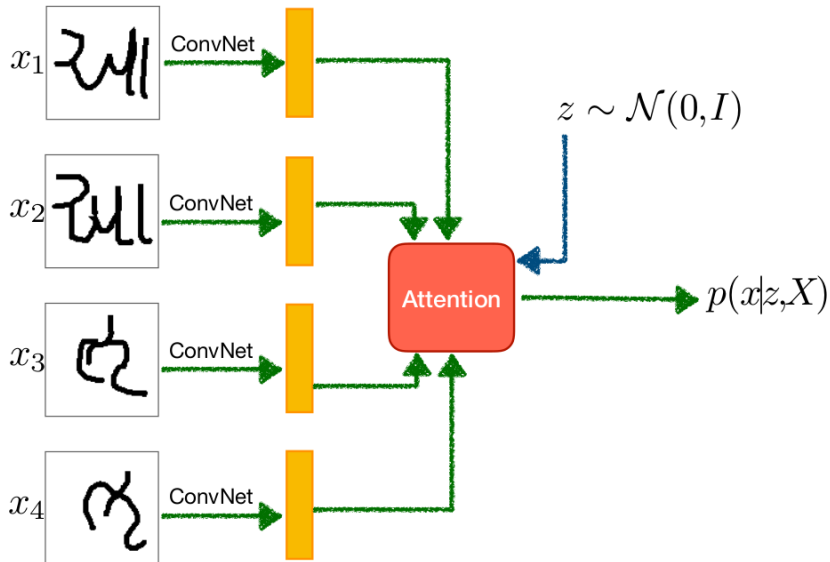 x₁ ConvNet
z ∼ 𝒩(0, I)
x₂ ConvNet
Attention
p(x|z,X)
x₃ ConvNet
x₄ ConvNet